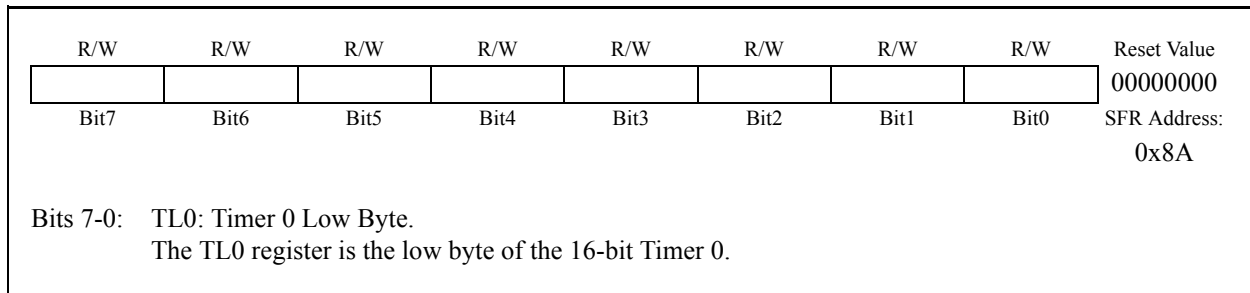 R/W R/W R/W R/W R/W R/W R/W R/W Reset Value
00000000
Bit7 Bit6 Bit5 Bit4 Bit3 Bit2 Bit1 Bit0 SFR Address:
0x8A
Bits 7-0: TL0: Timer 0 Low Byte.
The TL0 register is the low byte of the 16-bit Timer 0.